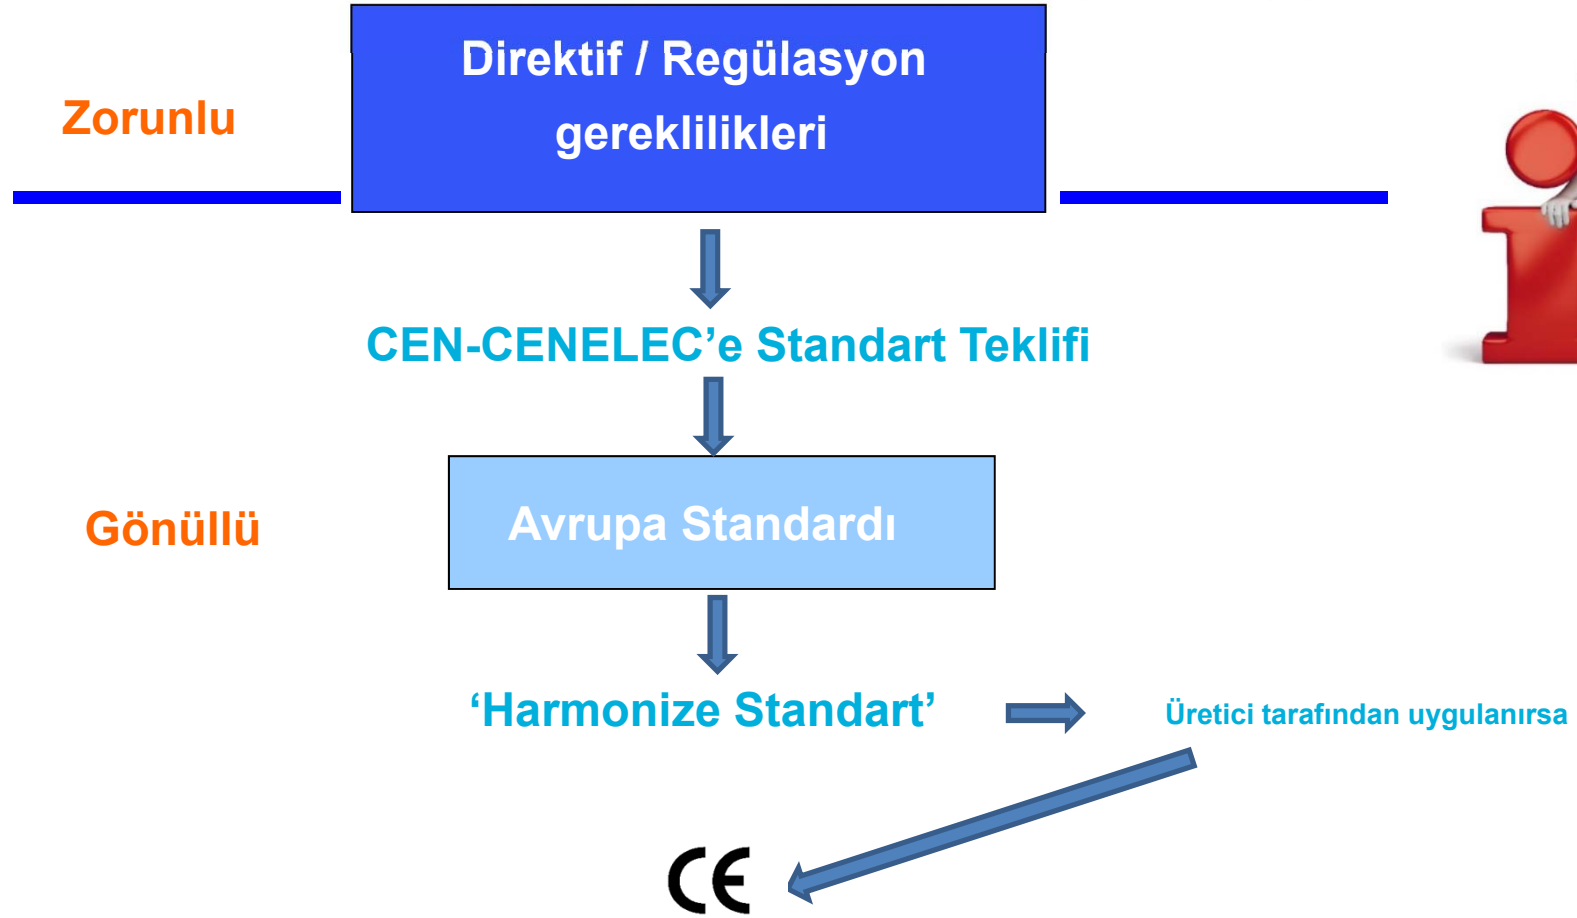 Direktif / Regülasyon
gereklilikleri
Zorunlu
CEN-CENELEC’e Standart Teklifi
Avrupa Standardı
Gönüllü
‘Harmonize Standart’
Üretici tarafından uygulanırsa
CE